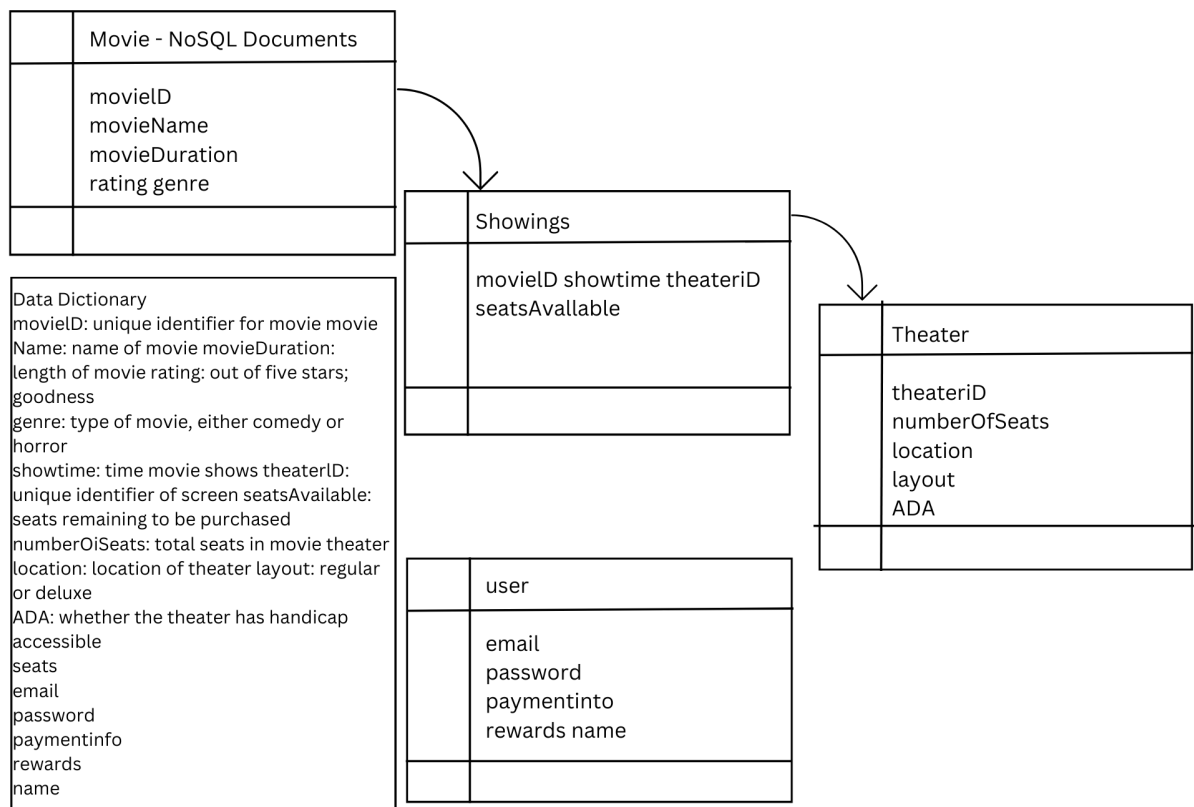 Movie - NoSQL Documents
movielD
movieName
movieDuration
rating genre
Showings
movielD showtime theateriD
seatsAvallable
Theater
theateriD
numberOfSeats
location
layout
ADA
Data Dictionary
movielD: unique identifier for movie movie
Name: name of movie movieDuration:
length of movie rating: out of five stars;
goodness
genre: type of movie, either comedy or
horror
showtime: time movie shows theaterlD:
unique identifier of screen seatsAvailable:
seats remaining to be purchased
numberOiSeats: total seats in movie theater
location: location of theater layout: regular
or deluxe
ADA: whether the theater has handicap
accessible
seats
email
password
paymentinfo
rewards
name
user
email
password
paymentinto
rewards name